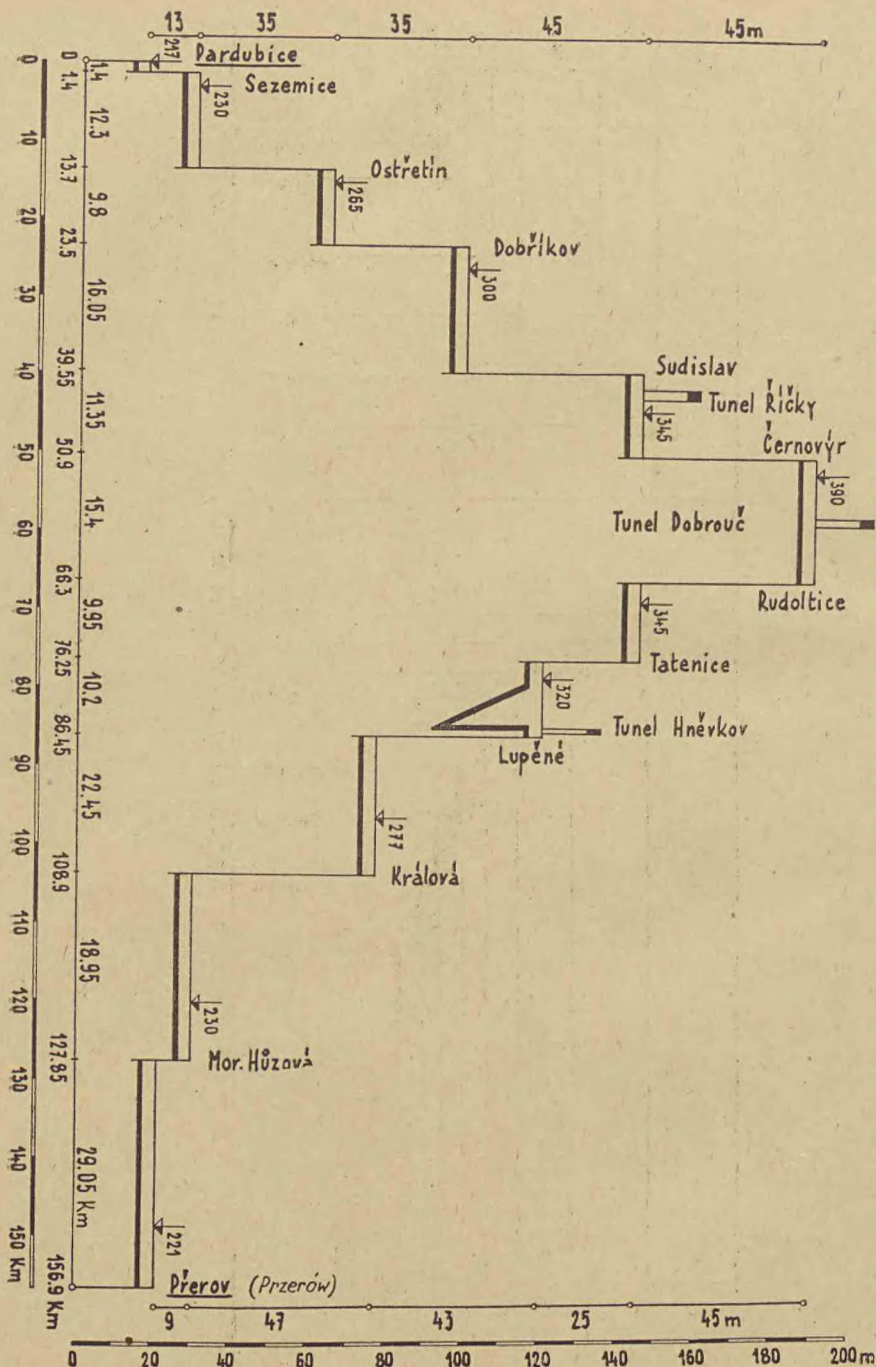 13 35 35 45 45m
Pardubice
217
Sezemice
230
Ostřetín
265
Dobříkov
300
Sudislav
Tunel Říčky
345
Černovýr
390
Tunel Dobrouč
Rudoltice
345
Tatenice
320
Tunel Hněvkov
Lupěné
277
Králová
230
Mor. Hůzová
221
Přerov (Przerów)
9 47 43 25 45m
0 20 40 60 80 100 120 140 160 180 200 m
0 10 20 30 40 50 60 70 80 90 100 110 120 130 140 150 Km
0 1.4 13.7 23.5 39.55 50.9 66.3 76.25 86.45 108.9 127.85 156.9 Km
1.4 12.3 9.8 16.05 11.35 15.4 9.95 10.2 22.45 18.95 29.05 Km